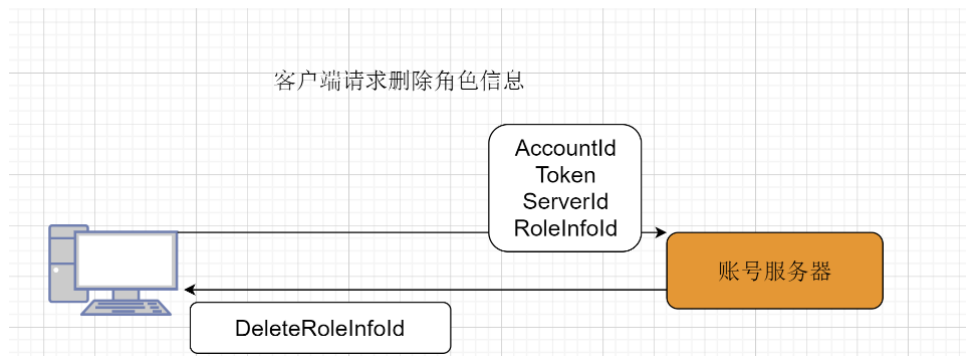 客户端请求删除角色信息
AccountId
Token
ServerId
RoleInfoId
账号服务器
DeleteRoleInfoId